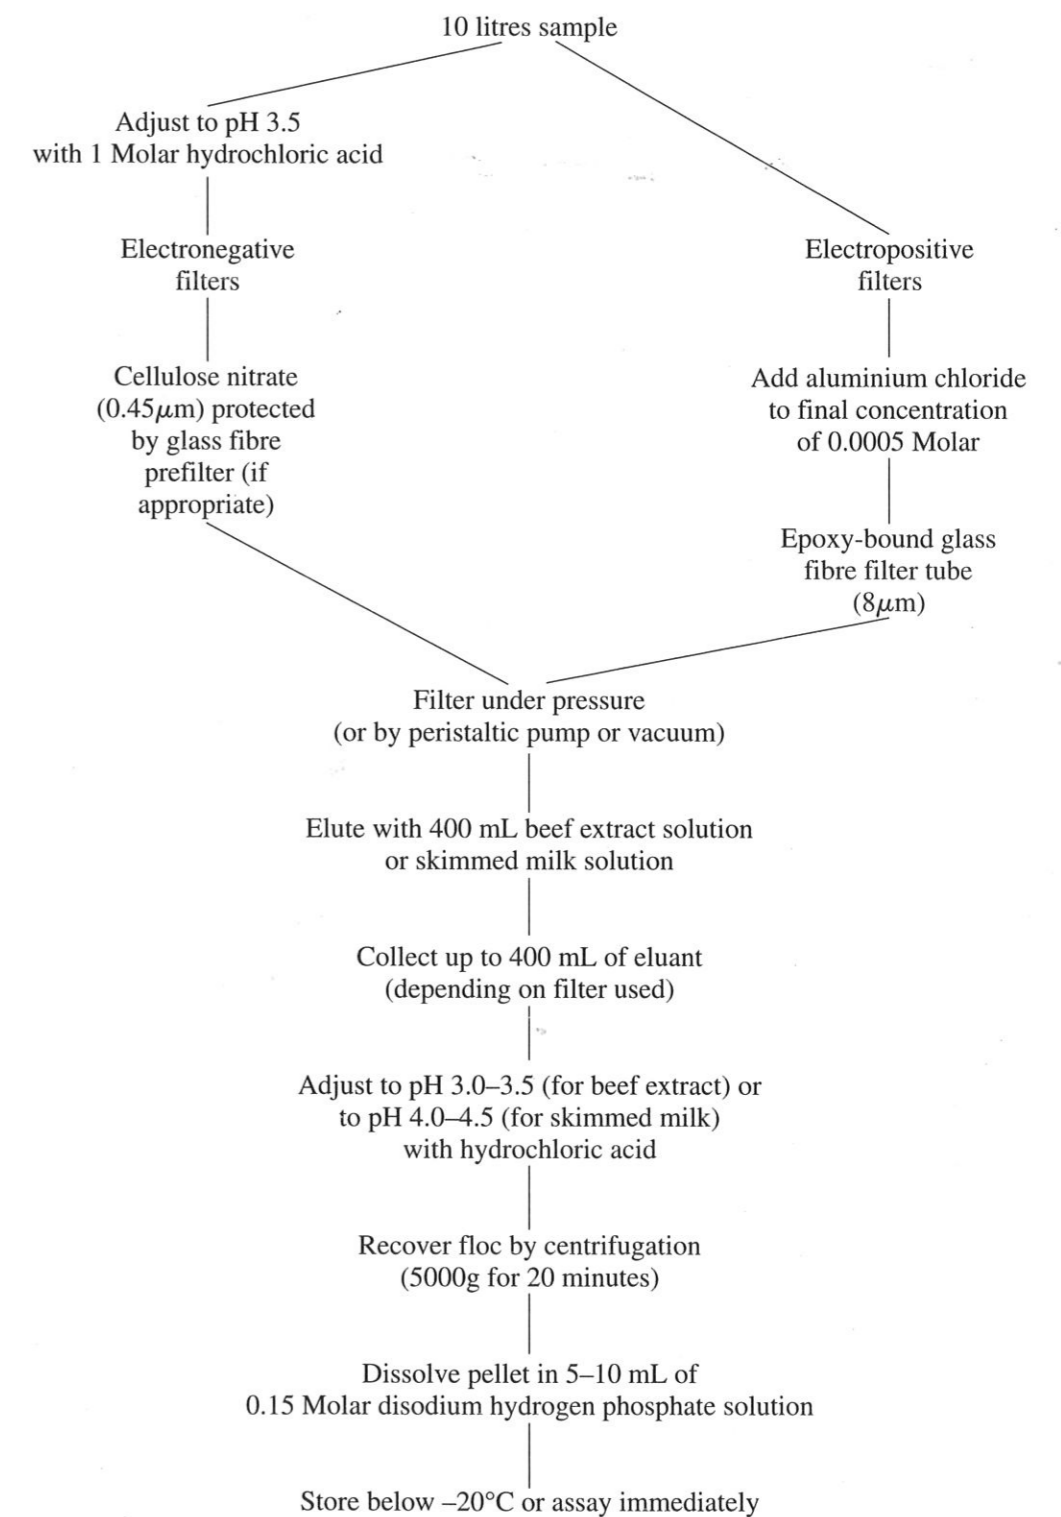 10 litres sample
Adjust to pH 3.5
with 1 Molar hydrochloric acid
Electronegative
filters
Cellulose nitrate
(0.45μm) protected
by glass fibre
prefilter (if
appropriate)
Electropositive
filters
Add aluminium chloride
to final concentration
of 0.0005 Molar
Epoxy-bound glass
fibre filter tube
(8μm)
Filter under pressure
(or by peristaltic pump or vacuum)
Elute with 400 mL beef extract solution
or skimmed milk solution
Collect up to 400 mL of eluant
(depending on filter used)
Adjust to pH 3.0–3.5 (for beef extract) or
to pH 4.0–4.5 (for skimmed milk)
with hydrochloric acid
Recover floc by centrifugation
(5000g for 20 minutes)
Dissolve pellet in 5–10 mL of
0.15 Molar disodium hydrogen phosphate solution
Store below –20°C or assay immediately